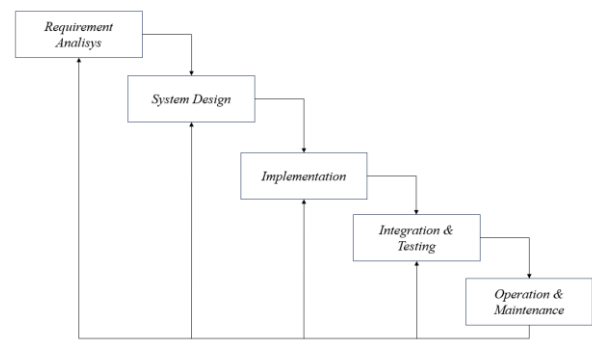 Requirement
Analisys
System Design
Implementation
Integration &
Testing
Operation &
Maintenance